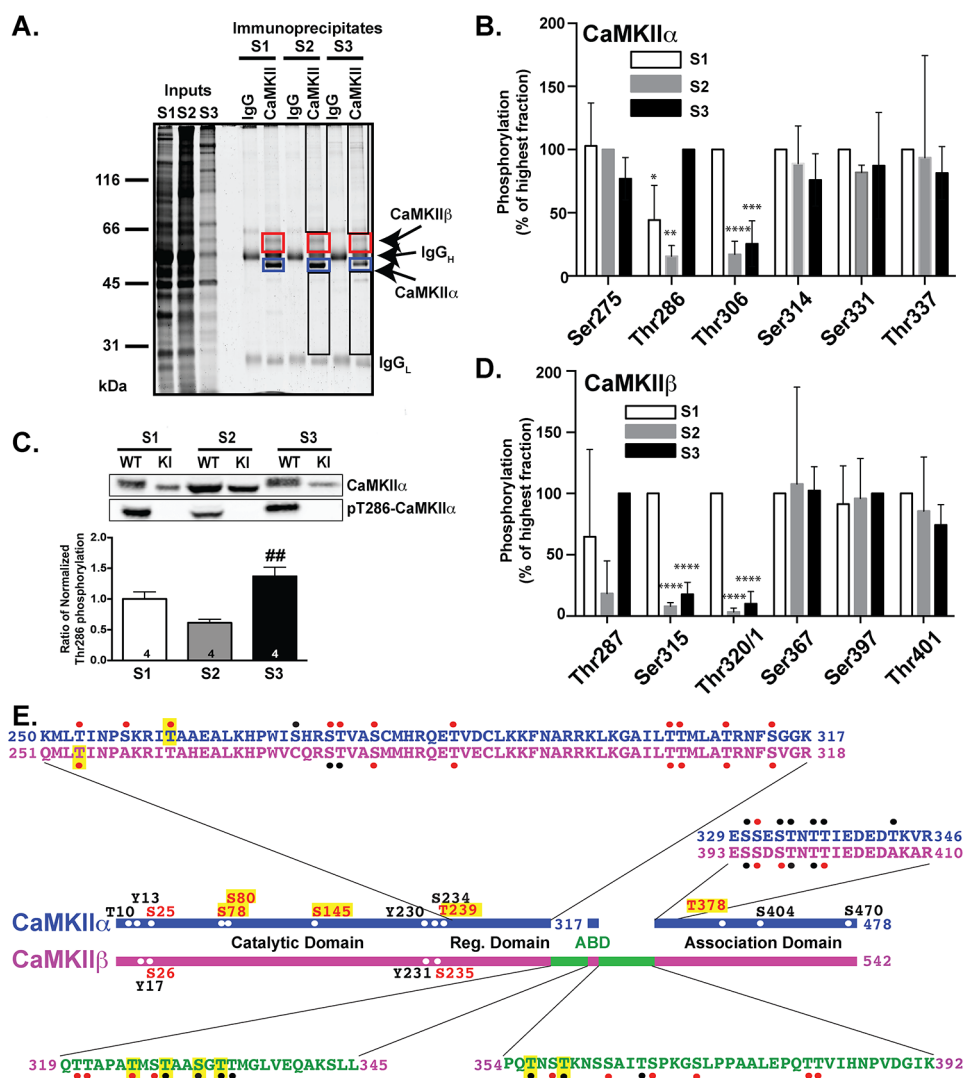 A.
Immunoprecipitates
S1 S2 S3
Inputs
S1 S2 S3
IgG CaMKII IgG CaMKII IgG CaMKII
116
66
45
31
kDa
CaMKIIβ
IgGH
CaMKIIα
IgGL
B.
CaMKIIα
S1
S2
S3
Phosphorylation
(% of highest fraction)
200
150
100
50
0
* ** **** ***
Ser275 Thr286 Thr306 Ser314 Ser331 Thr337
C.
S1 S2 S3
WT KI WT KI WT KI
CaMKIIα
pT286-CaMKIIα
Ratio of Normalized
Thr286 phosphorylation
2.0
1.5
1.0
0.5
0.0
##
4 4 4
S1 S2 S3
D.
CaMKIIβ
S1
S2
S3
Phosphorylation
(% of highest fraction)
200
150
100
50
0
**** **** **** ****
Thr287 Ser315 Thr320/1 Ser367 Ser397 Thr401
E.
250 KMLTINPSKRITAAEALKHPWISHRSTVASCMHRQETVDCLKKFNARRKLKGAILTTMLATRNFSGGK 317
251 QMLTINPAKRITAHEALKHPWVCQRSTVASMMHRQETVECLKKFNARRKLKGAILTTMLATRNFSVGR 318
329 ESSESTNTTIEDEDTKVR 346
393 ESSDSTNTTIEDEDAKAR 410
Y13 S80 S234 T378
T10 S25 S78 S145 Y230 T239 S404 S470
CaMKIIα 317 478
Catalytic Domain Reg. Domain ABD Association Domain
CaMKIIβ 542
S26 Y231 S235
Y17
319 QTTAPATMSTAASGTTMGLVEQAKSLL 345
354 PQTNSTKNSSAITSPKGSLPPAALEPQTTVIHNPVDGIK 392